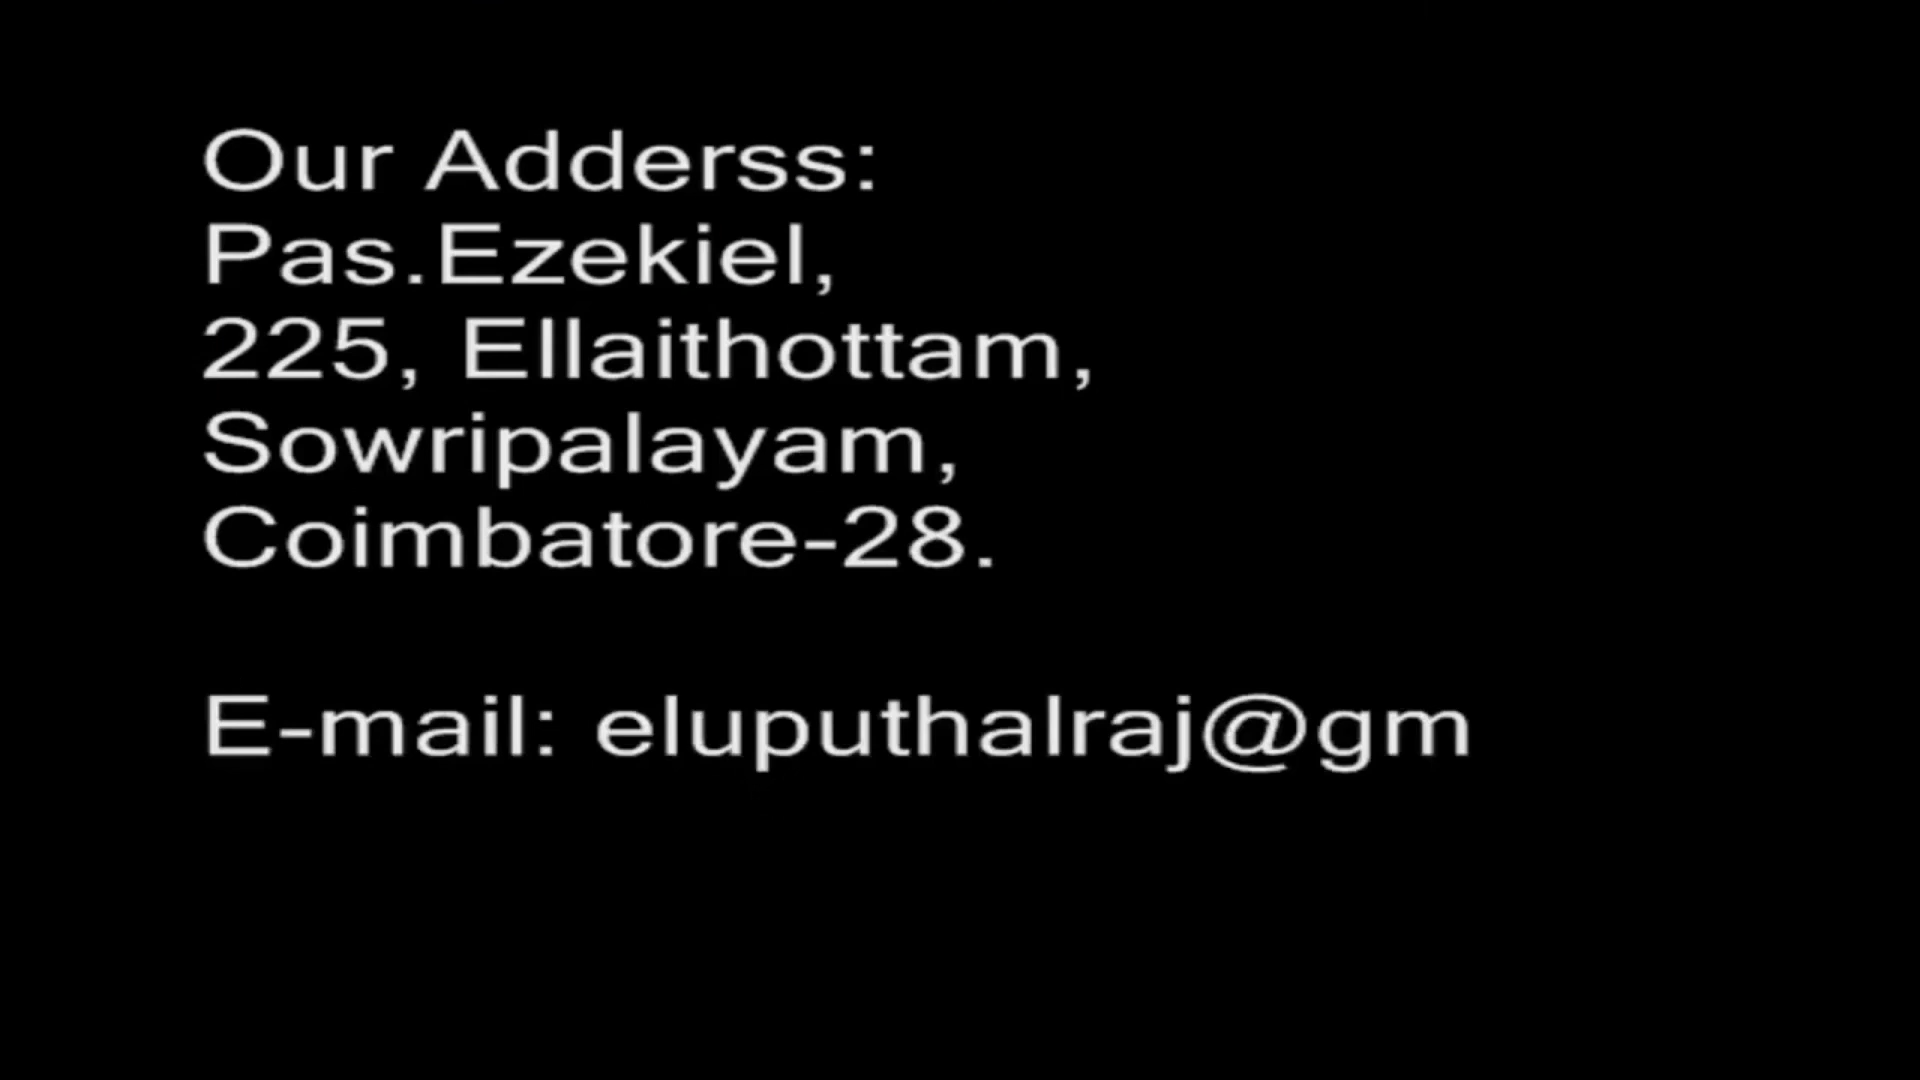 Our Adderss:
Pas.Ezekiel,
225, Ellaithottam,
Sowripalayam,
Coimbatore-28.
E-mail: eluputhalraj@gm